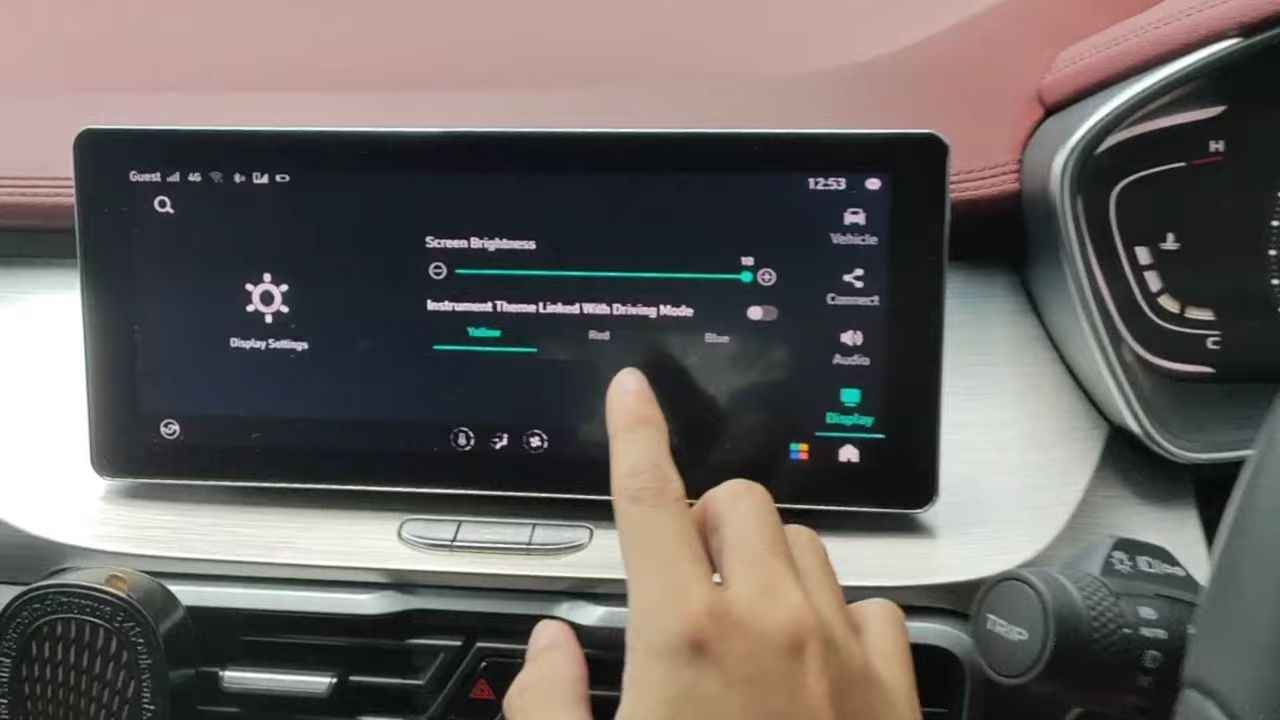 Guest 4G
12:53
Vehicle
Screen Brightness
10
Connect
Instrument Theme Linked With Driving Mode
Yellow Red Blue
Display Settings
Audio
Display
H
C
TRIP
AUTO